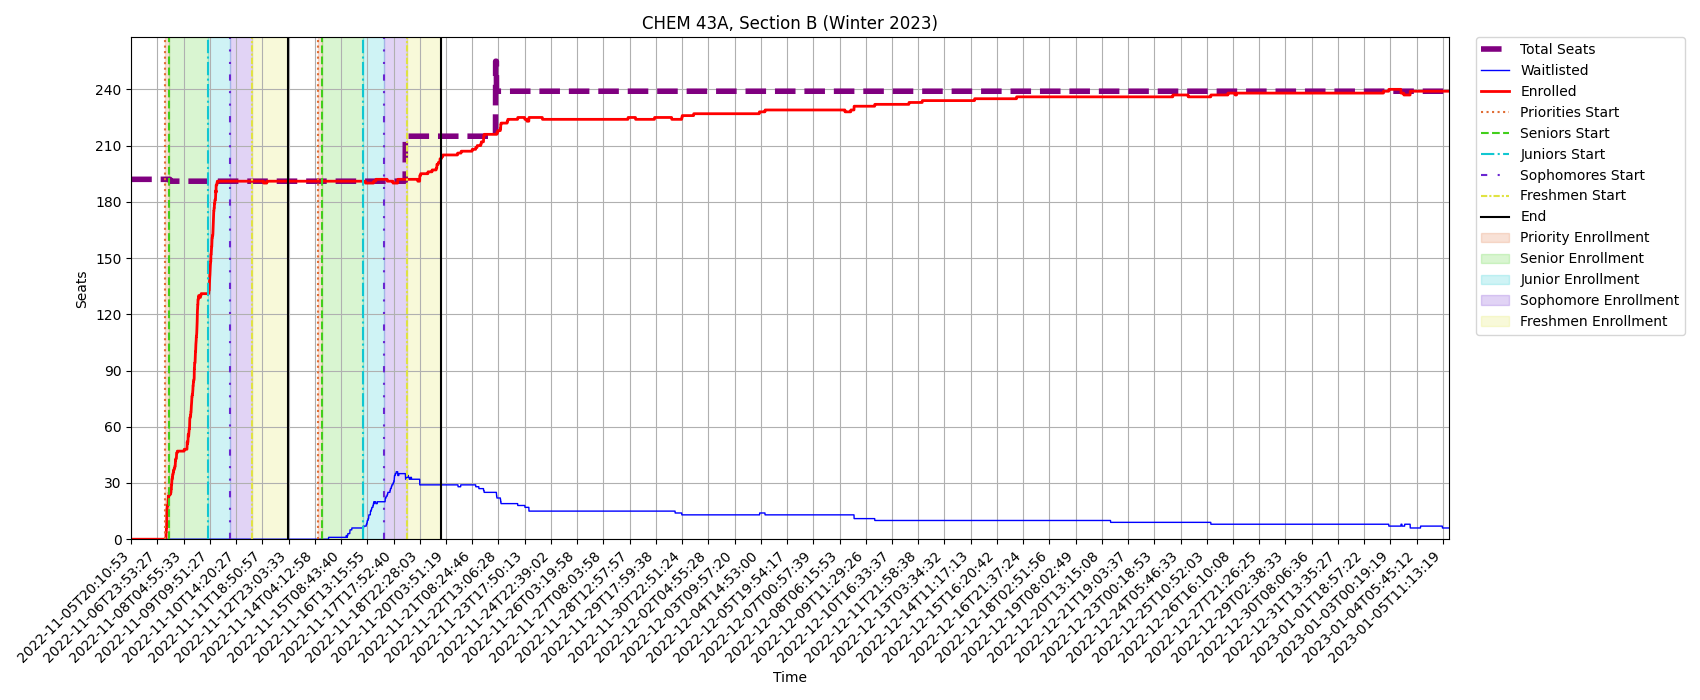 CHEM 43A, Section B (Winter 2023)
Seats
240
210
180
150
120
90
60
30
0
2022-11-05T20:10:53
2022-11-06T23:53:27
2022-11-08T04:55:33
2022-11-09T09:51:27
2022-11-10T14:20:27
2022-11-11T18:50:57
2022-11-12T23:03:33
2022-11-14T04:12:58
2022-11-15T08:43:40
2022-11-16T13:15:55
2022-11-17T17:52:40
2022-11-18T22:28:03
2022-11-20T03:51:19
2022-11-21T08:24:46
2022-11-22T13:06:28
2022-11-23T17:50:13
2022-11-24T22:39:02
2022-11-26T03:19:58
2022-11-27T08:03:58
2022-11-28T12:57:57
2022-11-29T17:59:38
2022-11-30T22:51:24
2022-12-02T04:55:28
2022-12-03T09:57:20
2022-12-04T14:53:00
2022-12-05T19:54:17
2022-12-07T00:57:39
2022-12-08T06:15:53
2022-12-09T11:29:26
2022-12-10T16:33:37
2022-12-11T21:58:38
2022-12-13T03:34:32
2022-12-14T11:17:13
2022-12-15T16:20:42
2022-12-16T21:37:24
2022-12-18T02:51:56
2022-12-19T08:02:49
2022-12-20T13:15:08
2022-12-21T19:03:37
2022-12-23T00:18:53
2022-12-24T05:46:33
2022-12-25T10:52:03
2022-12-26T16:10:08
2022-12-27T21:26:25
2022-12-29T02:38:33
2022-12-30T08:06:36
2022-12-31T13:35:27
2023-01-01T18:57:22
2023-01-03T00:19:19
2023-01-04T05:45:12
2023-01-05T11:13:19
Time
Total Seats
Waitlisted
Enrolled
Priorities Start
Seniors Start
Juniors Start
Sophomores Start
Freshmen Start
End
Priority Enrollment
Senior Enrollment
Junior Enrollment
Sophomore Enrollment
Freshmen Enrollment